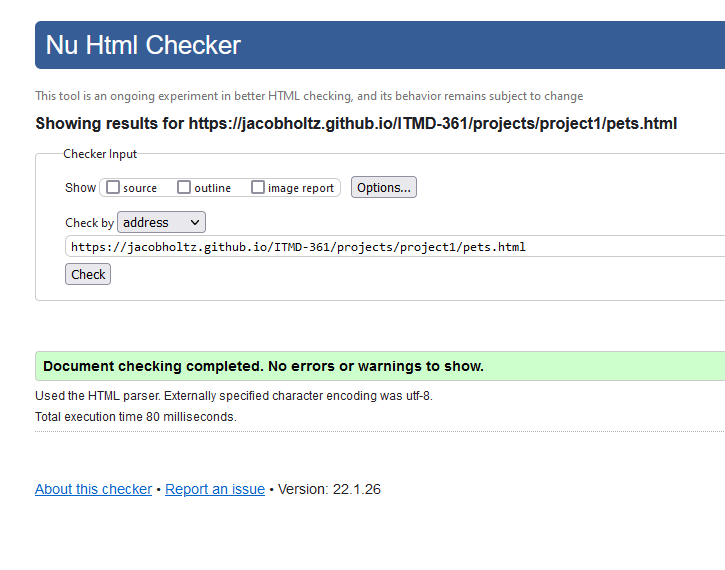 Nu Html Checker
This tool is an ongoing experiment in better HTML checking, and its behavior remains subject to change
Showing results for https://jacobholtz.github.io/ITMD-361/projects/project1/pets.html
Checker Input
Show source outline image report Options...
Check by address
https://jacobholtz.github.io/ITMD-361/projects/project1/pets.html
Check
Document checking completed. No errors or warnings to show.
Used the HTML parser. Externally specified character encoding was utf-8.
Total execution time 80 milliseconds.
About this checker • Report an issue • Version: 22.1.26